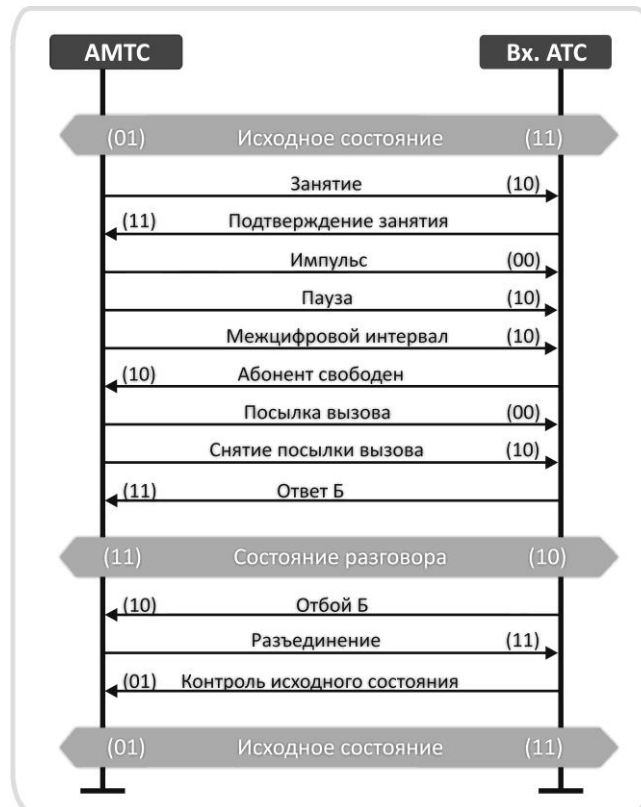 АМТС Вх. АТС
(01) Исходное состояние (11)
Занятие (10)
(11) Подтверждение занятия
Импульс (00)
Пауза (10)
Межцифровой интервал (10)
(10) Абонент свободен
Посылка вызова (00)
Снятие посылки вызова (10)
(11) Ответ Б
(11) Состояние разговора (10)
(10) Отбой Б
Разъединение (11)
(01) Контроль исходного состояния
(01) Исходное состояние (11)